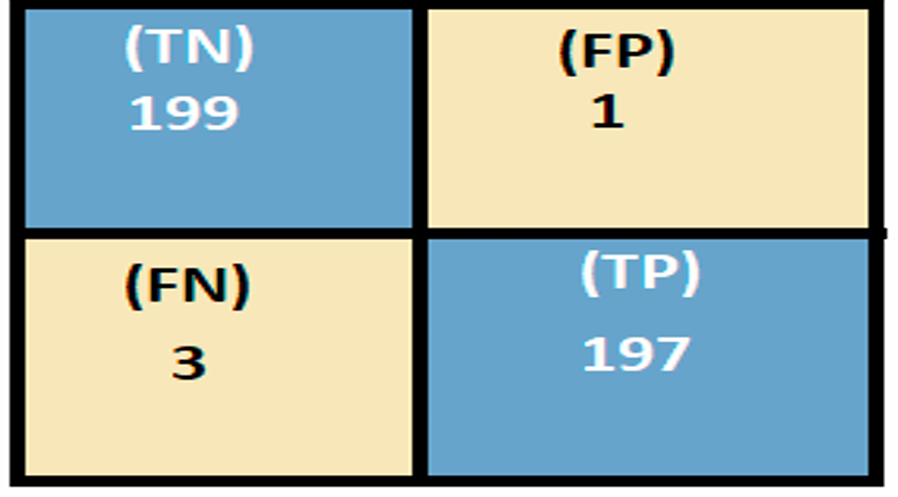 (TN)
199
(FP)
1
(FN)
3
(TP)
197